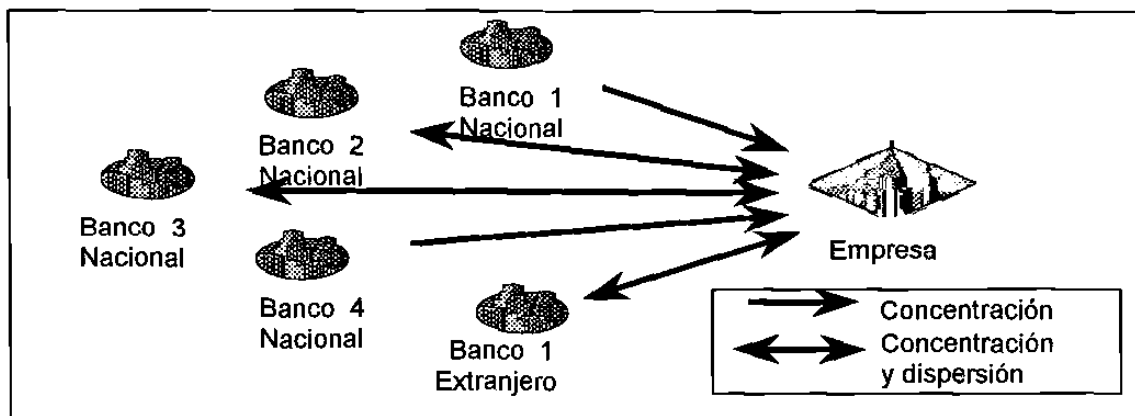 Banco 1
Nacional
Banco 2
Nacional
Banco 3
Nacional
Banco 4
Nacional
Banco 1
Extranjero
Empresa
Concentración
Concentración
y dispersión